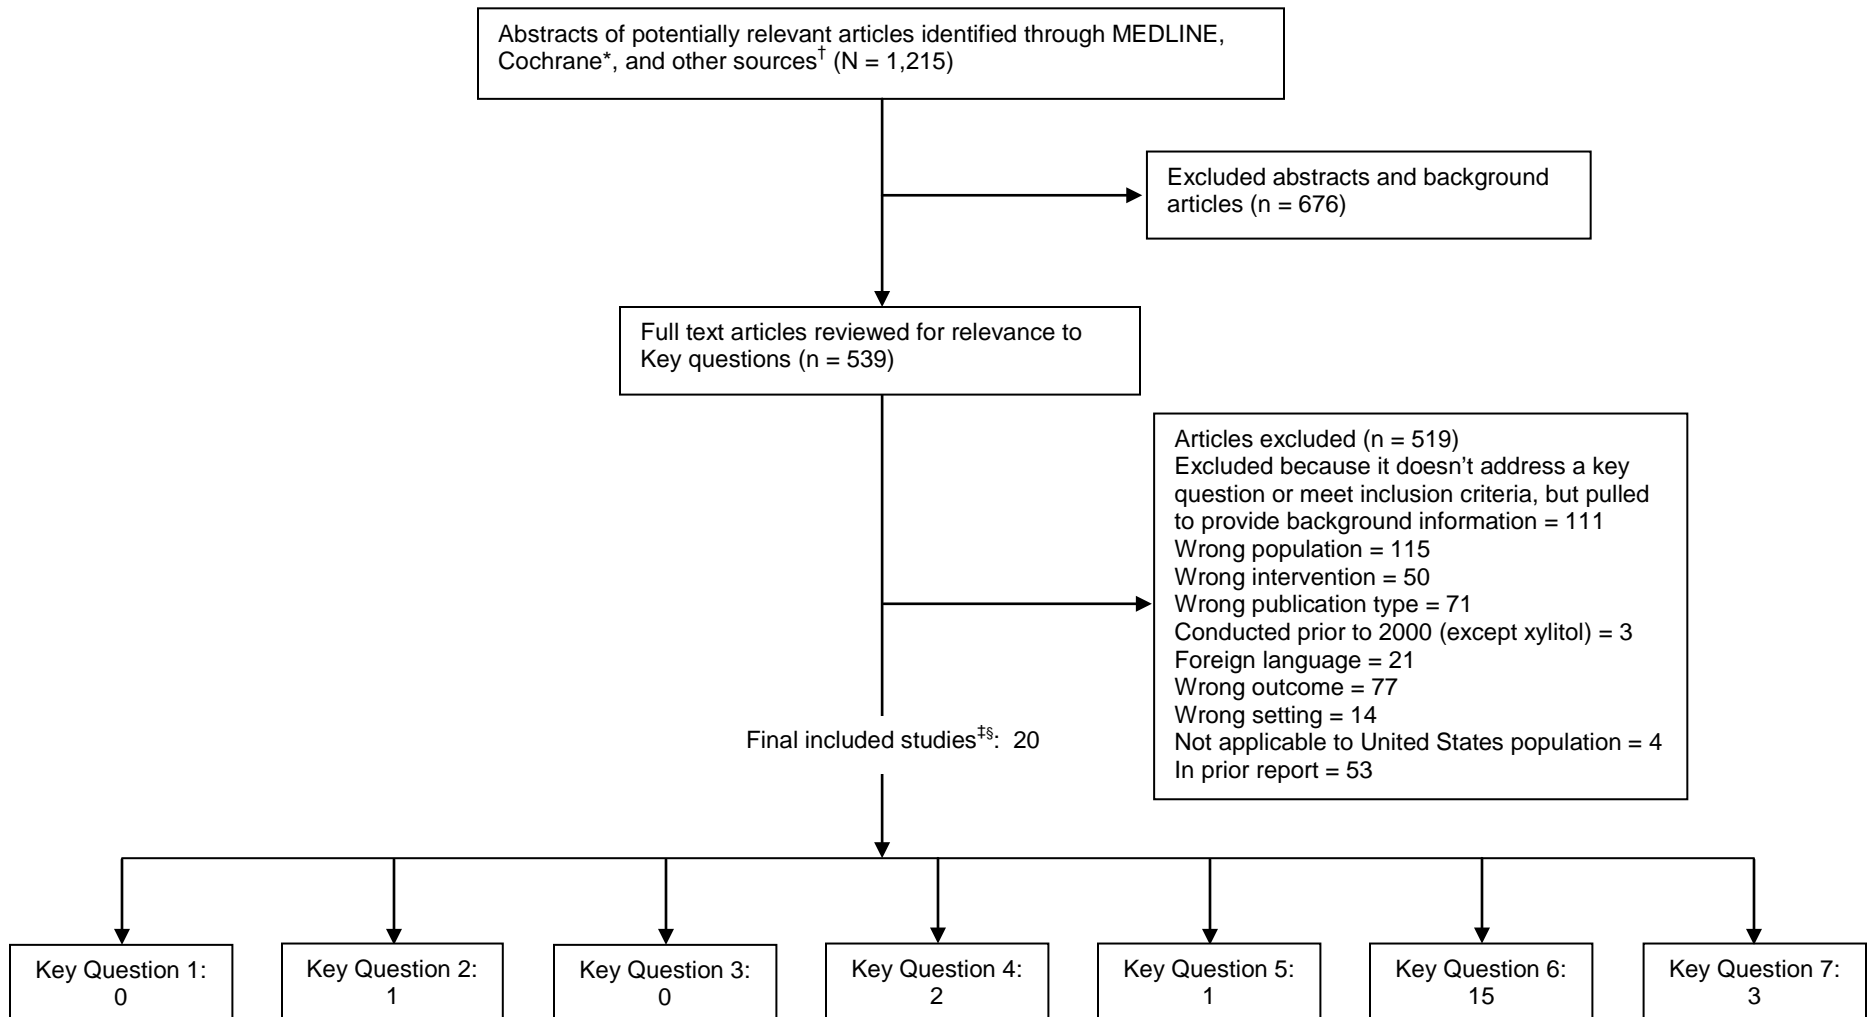 Abstracts of potentially relevant articles identified through MEDLINE,
Cochrane*, and other sources† (N = 1,215)
Excluded abstracts and background
articles (n = 676)
Full text articles reviewed for relevance to
Key questions (n = 539)
Articles excluded (n = 519)
Excluded because it doesn’t address a key
question or meet inclusion criteria, but pulled
to provide background information = 111
Wrong population = 115
Wrong intervention = 50
Wrong publication type = 71
Conducted prior to 2000 (except xylitol) = 3
Foreign language = 21
Wrong outcome = 77
Wrong setting = 14
Not applicable to United States population = 4
In prior report = 53
Final included studies‡§: 20
Key Question 1:
0
Key Question 2:
1
Key Question 3:
0
Key Question 4:
2
Key Question 5:
1
Key Question 6:
15
Key Question 7:
3